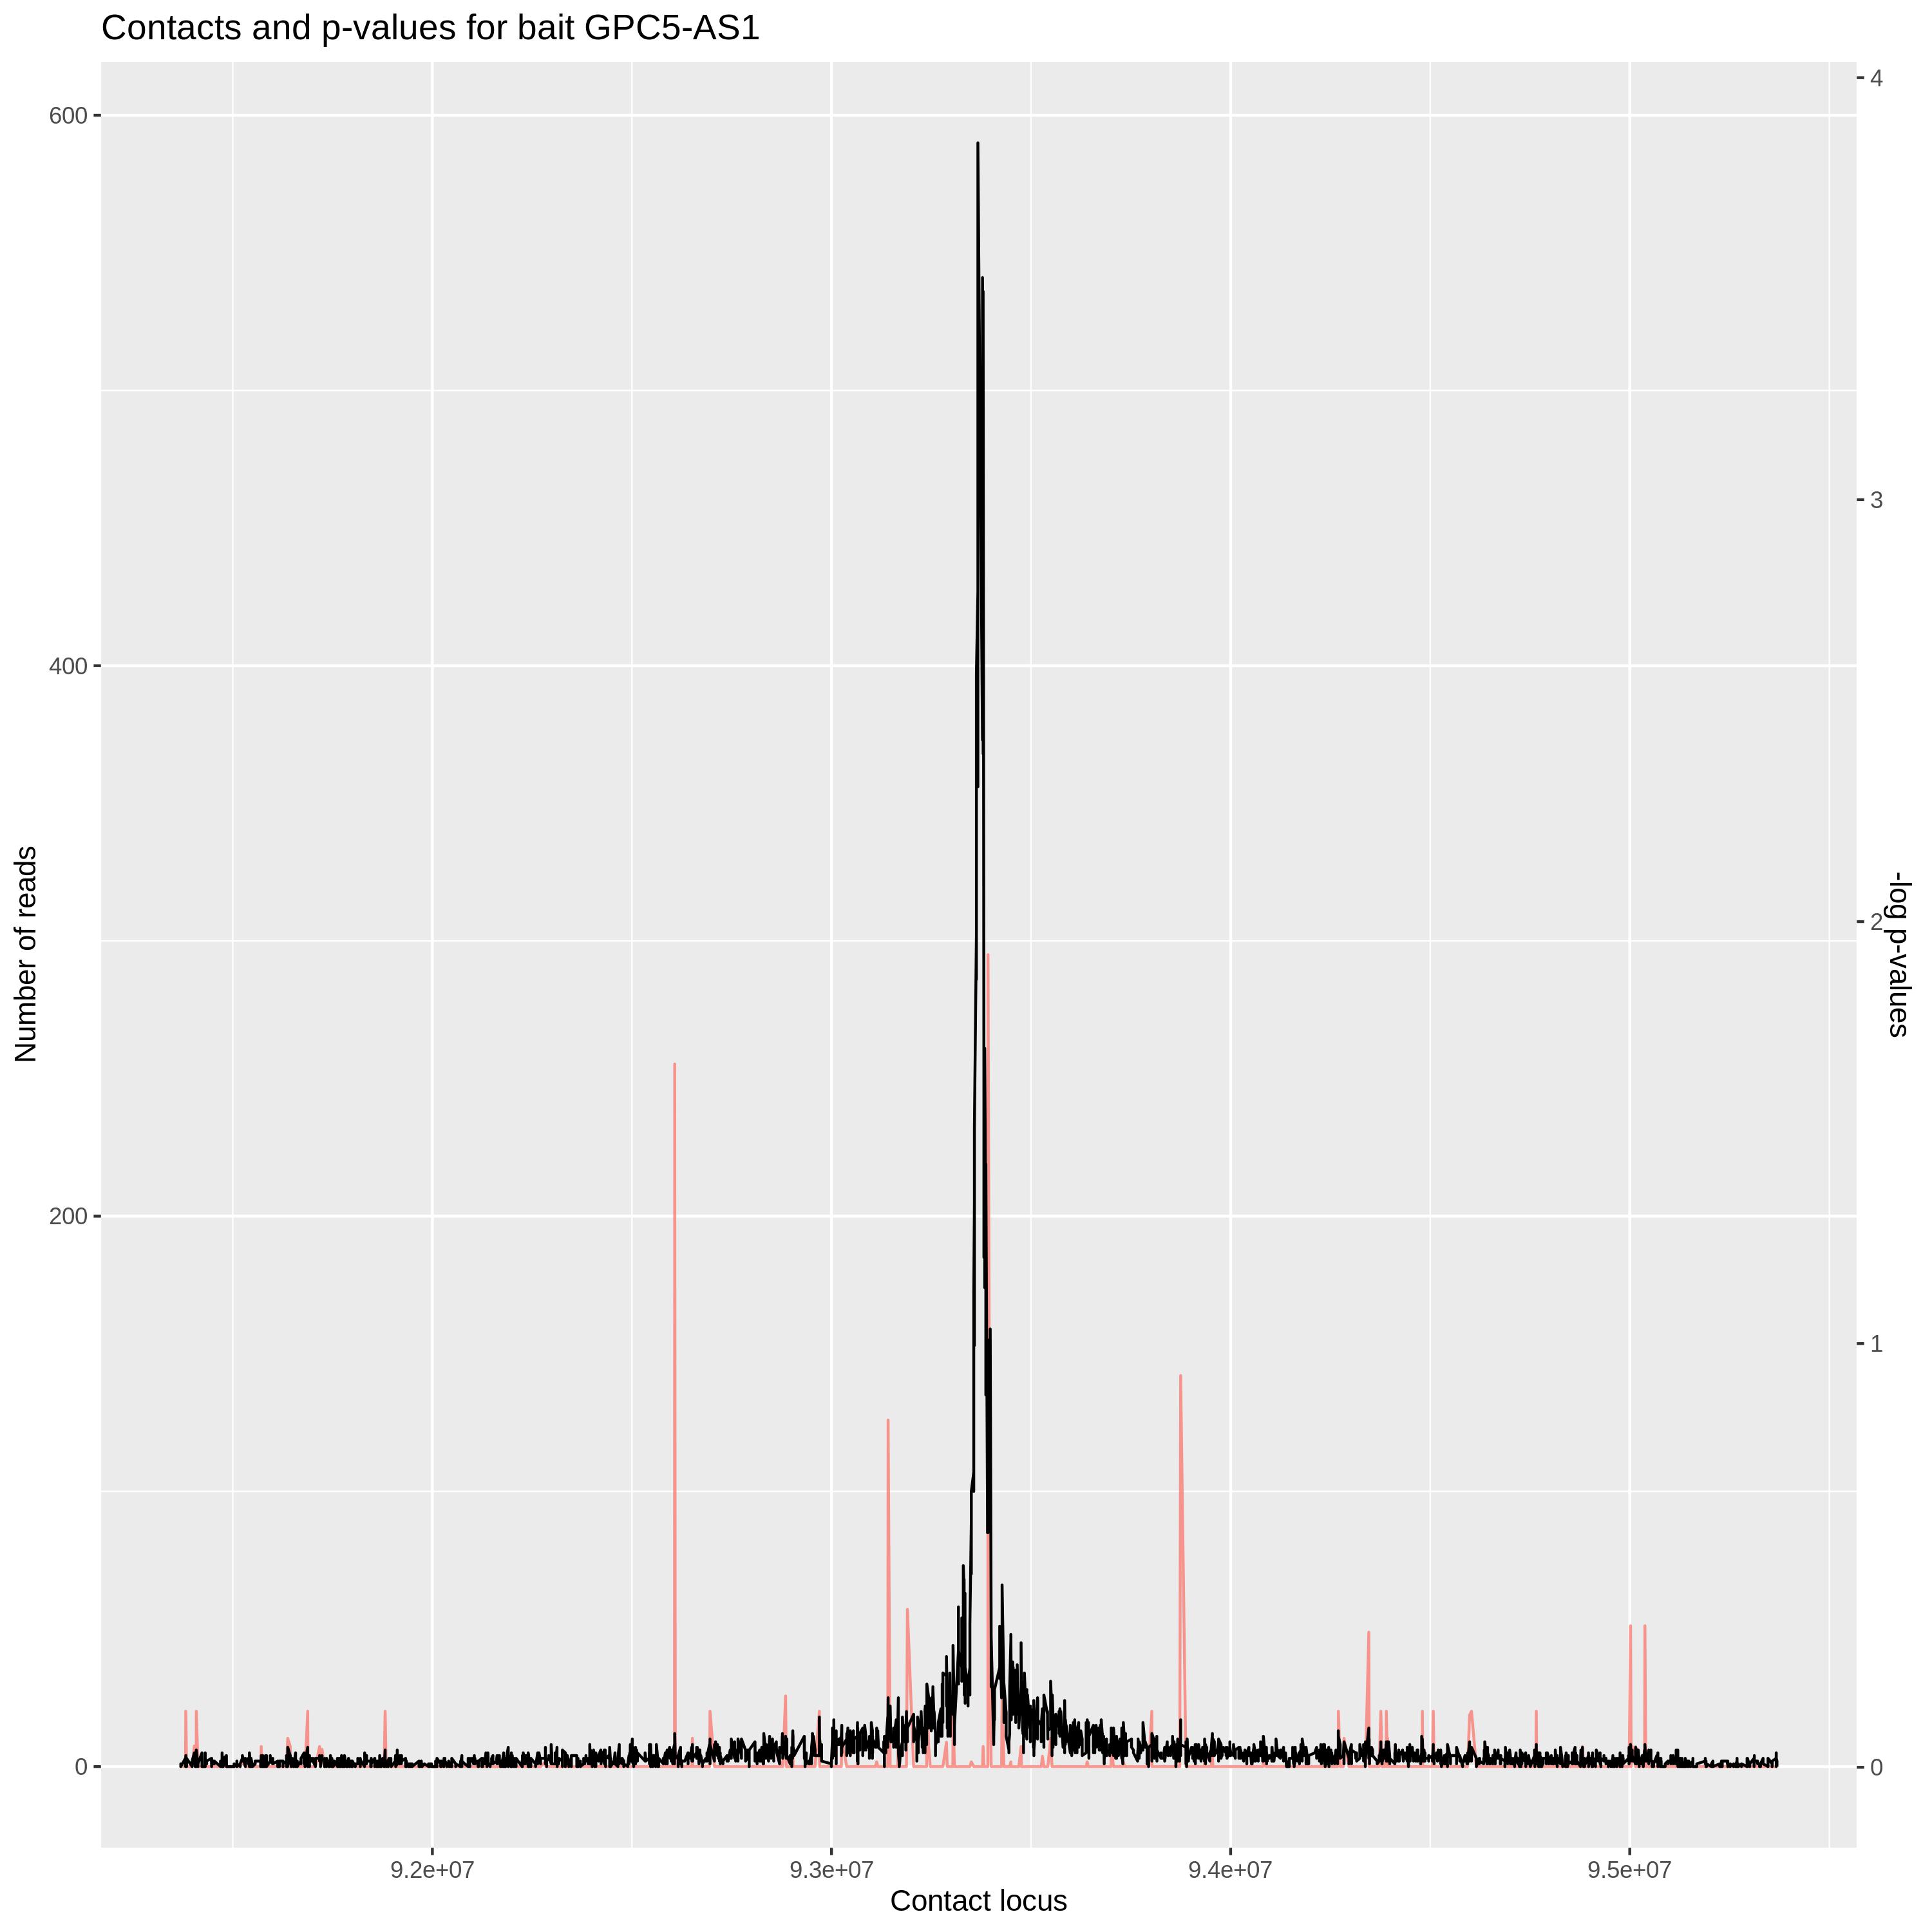 Contacts and p-values for bait GPC5-AS1
600
400
200
0
Number of reads
4
3
2
1
0
-log p-values
9.2e+07
9.3e+07
9.4e+07
9.5e+07
Contact locus